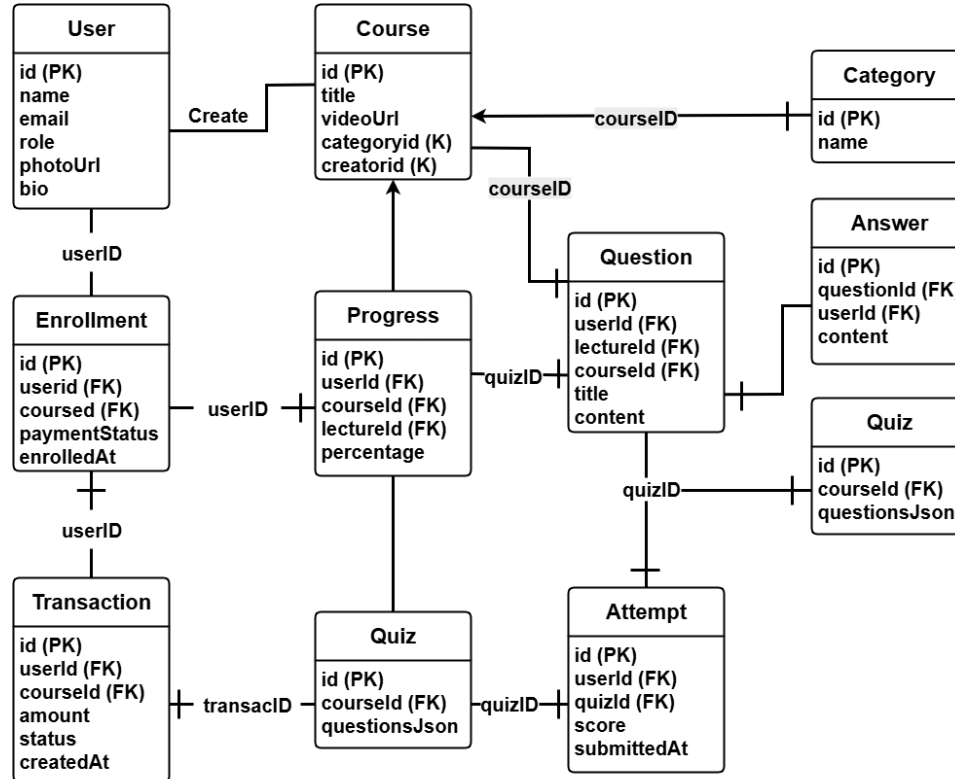 User
id (PK)
name
email
role
photoUrl
bio
Create
Course
id (PK)
title
videoUrl
categoryid (K)
creatorid (K)
courseID
Category
id (PK)
name
courseID
userID
Question
id (PK)
userId (FK)
lectureId (FK)
courseId (FK)
title
content
Answer
id (PK)
questionId (FK)
userId (FK)
content
Enrollment
id (PK)
userid (FK)
coursed (FK)
paymentStatus
enrolledAt
userID
Progress
id (PK)
userId (FK)
courseId (FK)
lectureId (FK)
percentage
quizID
quizID
Quiz
id (PK)
courseId (FK)
questionsJson
userID
Transaction
id (PK)
userId (FK)
courseId (FK)
amount
status
createdAt
transacID
Quiz
id (PK)
courseId (FK)
questionsJson
quizID
Attempt
id (PK)
userId (FK)
quizId (FK)
score
submittedAt